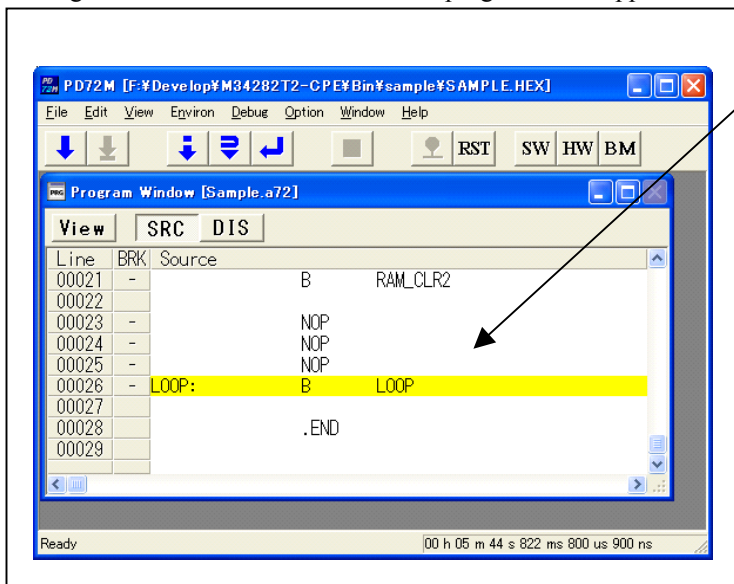 PD72M [F:¥Develop¥M34282T2-CPE¥Bin¥sample¥SAMPLE.HEX]
File Edit View Environ Debug Option Window Help
RST SW HW BM
PRG Program Window [Sample.a72]
View SRC DIS
Line BRK Source
00021 - B RAM_CLR2
00022
00023 - NOP
00024 - NOP
00025 - NOP
00026 - LOOP: B LOOP
00027
00028 .END
00029
Ready 00 h 05 m 44 s 822 ms 800 us 900 ns